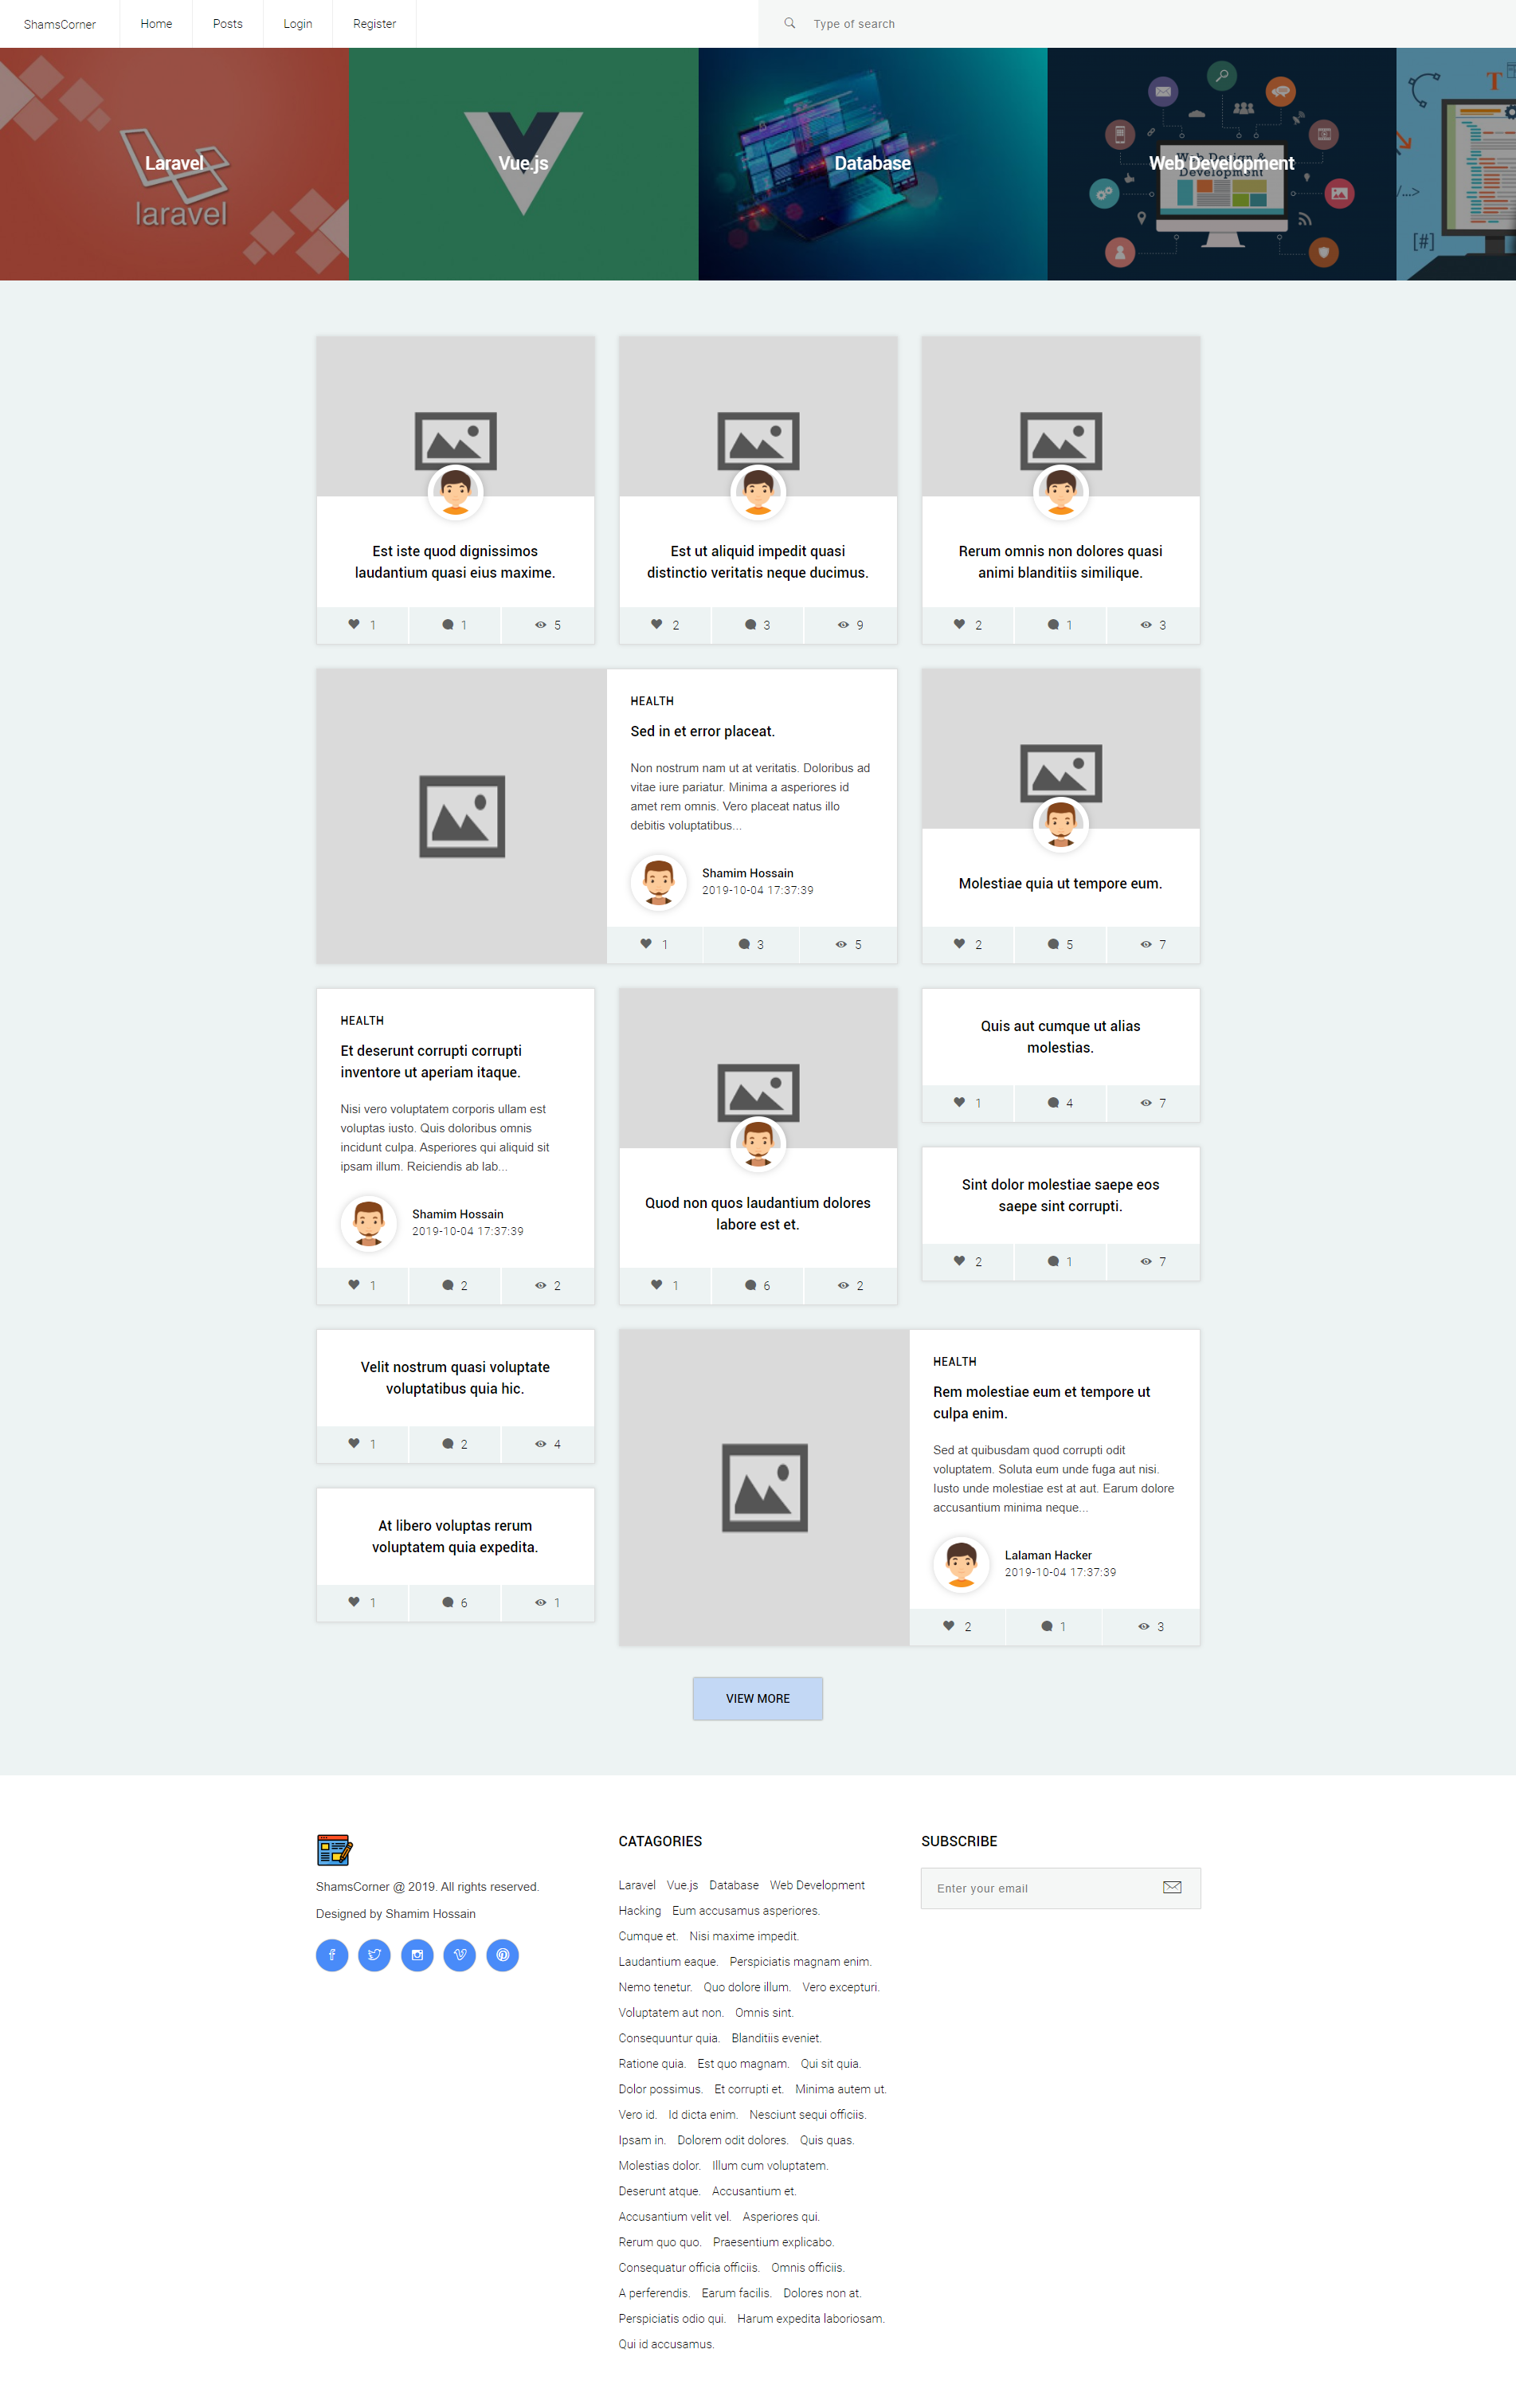 ShamsCorner Home Posts Login Register Type of search
Laravel
laravel
Vue.js
Database
Web Development
Web Design &
Development
T
/...>
[#]
Est iste quod dignissimos
laudantium quasi eius maxime.
1 1 5
Est ut aliquid impedit quasi
distinctio veritatis neque ducimus.
2 3 9
Rerum omnis non dolores quasi
animi blanditiis similique.
2 1 3
HEALTH
Sed in et error placeat.
Non nostrum nam ut at veritatis. Doloribus ad
vitae iure pariatur. Minima a asperiores id
amet rem omnis. Vero placeat natus illo
debitis voluptatibus...
Shamim Hossain
2019-10-04 17:37:39
1 3 5
Molestiae quia ut tempore eum.
2 5 7
HEALTH
Et deserunt corrupti corrupti
inventore ut aperiam itaque.
Nisi vero voluptatem corporis ullam est
voluptas iusto. Quis doloribus omnis
incidunt culpa. Asperiores qui aliquid sit
ipsam illum. Reiciendis ab lab...
Shamim Hossain
2019-10-04 17:37:39
1 2 2
Quod non quos laudantium dolores
labore est et.
1 6 2
Quis aut cumque ut alias
molestias.
1 4 7
Sint dolor molestiae saepe eos
saepe sint corrupti.
2 1 7
Velit nostrum quasi voluptate
voluptatibus quia hic.
1 2 4
At libero voluptas rerum
voluptatem quia expedita.
1 6 1
HEALTH
Rem molestiae eum et tempore ut
culpa enim.
Sed at quibusdam quod corrupti odit
voluptatem. Soluta eum unde fuga aut nisi.
Iusto unde molestiae est at aut. Earum dolore
accusantium minima neque...
Lalaman Hacker
2019-10-04 17:37:39
2 1 3
VIEW MORE
ShamsCorner @ 2019. All rights reserved.
Designed by Shamim Hossain
CATAGORIES
Laravel Vue.js Database Web Development
Hacking Eum accusamus asperiores.
Cumque et. Nisi maxime impedit.
Laudantium eaque. Perspiciatis magnam enim.
Nemo tenetur. Quo dolore illum. Vero excepturi.
Voluptatem aut non. Omnis sint.
Consequuntur quia. Blanditiis eveniet.
Ratione quia. Est quo magnam. Qui sit quia.
Dolor possimus. Et corrupti et. Minima autem ut.
Vero id. Id dicta enim. Nesciunt sequi officiis.
Ipsam in. Dolorem odit dolores. Quis quas.
Molestias dolor. Illum cum voluptatem.
Deserunt atque. Accusantium et.
Accusantium velit vel. Asperiores qui.
Rerum quo quo. Praesentium explicabo.
Consequatur officia officiis. Omnis officiis.
A perferendis. Earum facilis. Dolores non at.
Perspiciatis odio qui. Harum expedita laboriosam.
Qui id accusamus.
SUBSCRIBE
Enter your email